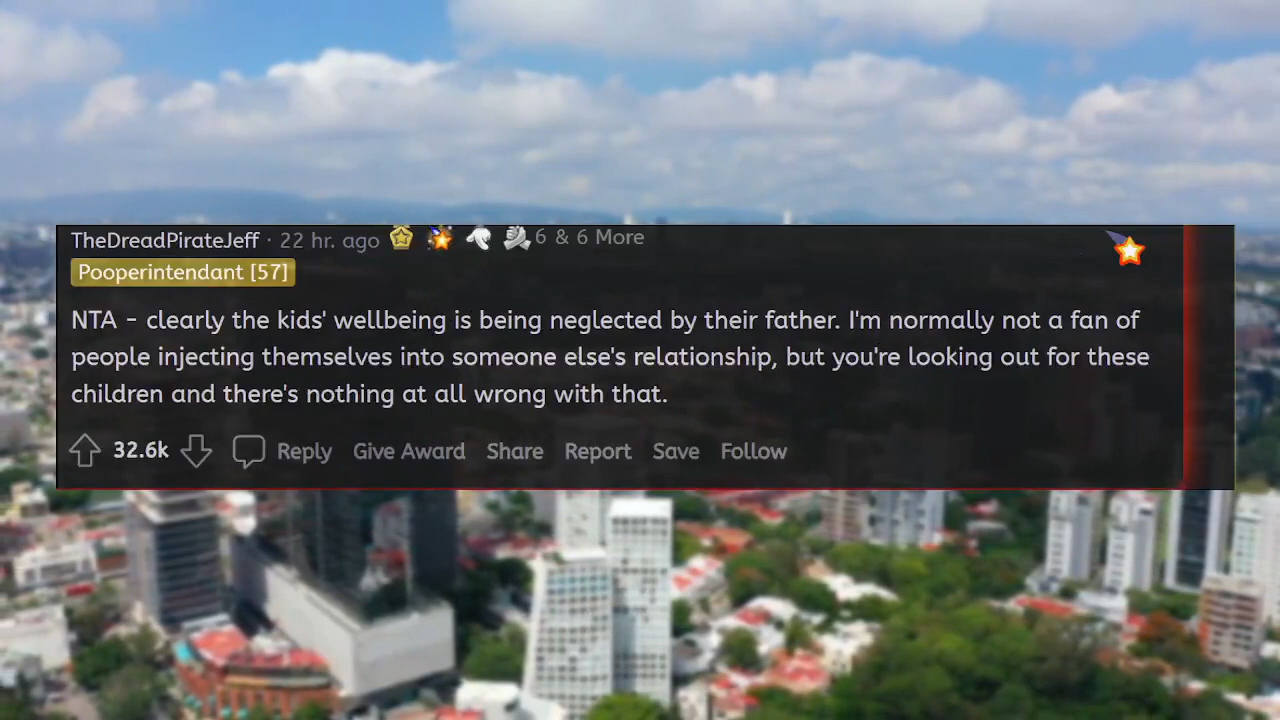 TheDreadPirateJeff · 22 hr. ago 6 & 6 More
Pooperintendant [57]
NTA - clearly the kids' wellbeing is being neglected by their father. I'm normally not a fan of
people injecting themselves into someone else's relationship, but you're looking out for these
children and there's nothing at all wrong with that.
32.6k Reply Give Award Share Report Save Follow